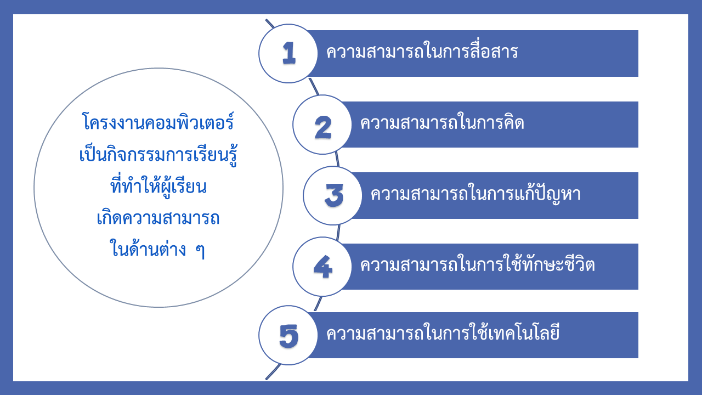 โครงงานคอมพิวเตอร์
เป็นกิจกรรมการเรียนรู้
ที่ทำให้ผู้เรียน
เกิดความสามารถ
ในด้านต่าง ๆ
1 ความสามารถในการสื่อสาร
2 ความสามารถในการคิด
3 ความสามารถในการแก้ปัญหา
4 ความสามารถในการใช้ทักษะชีวิต
5 ความสามารถในการใช้เทคโนโลยี